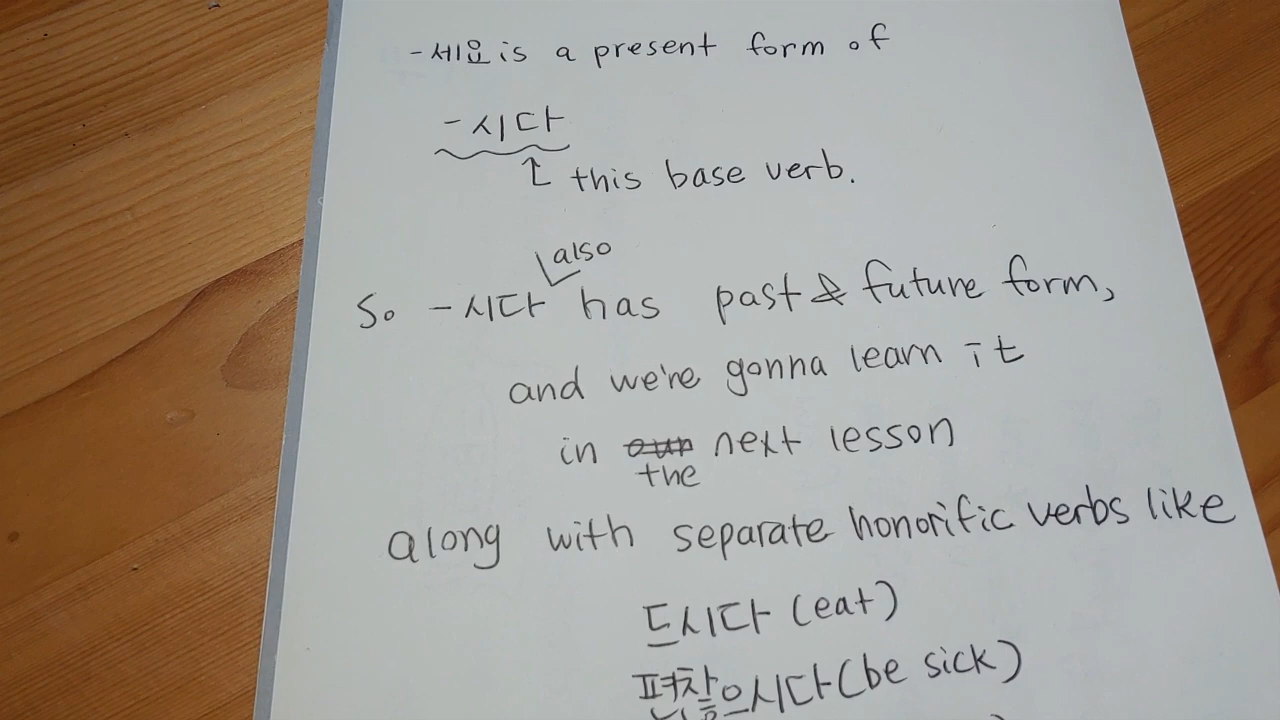 -세요 is a present form of
-시다
↑ this base verb.
also
So -시다 has past & future form,
and we're gonna learn it
in our next lesson
the
along with separate honorific verbs like
드시다 (eat)
편찮으시다 (be sick)